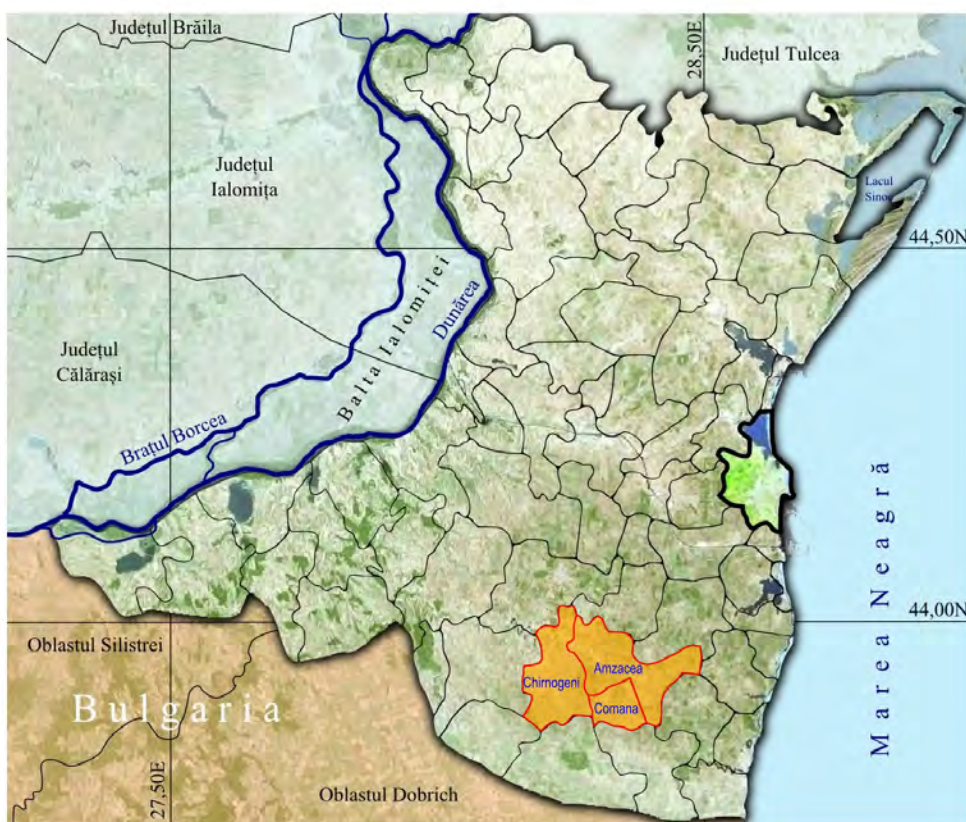 Județul Brăila
28,50E
Județul Tulcea
Județul
Ialomița
Lacul
Sinoe
44,50N
Balta Ialomiței
Dunărea
Județul
Călărași
Brațul Borcea
Marea Neagră
44,00N
Oblastul Silistrei
Amzacea
Chirnogeni
Comana
Bulgaria
27,50E
Oblastul Dobrich